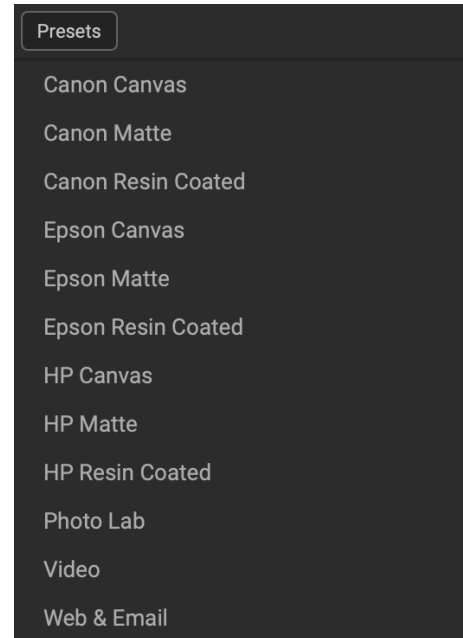 Presets
Canon Canvas
Canon Matte
Canon Resin Coated
Epson Canvas
Epson Matte
Epson Resin Coated
HP Canvas
HP Matte
HP Resin Coated
Photo Lab
Video
Web & Email